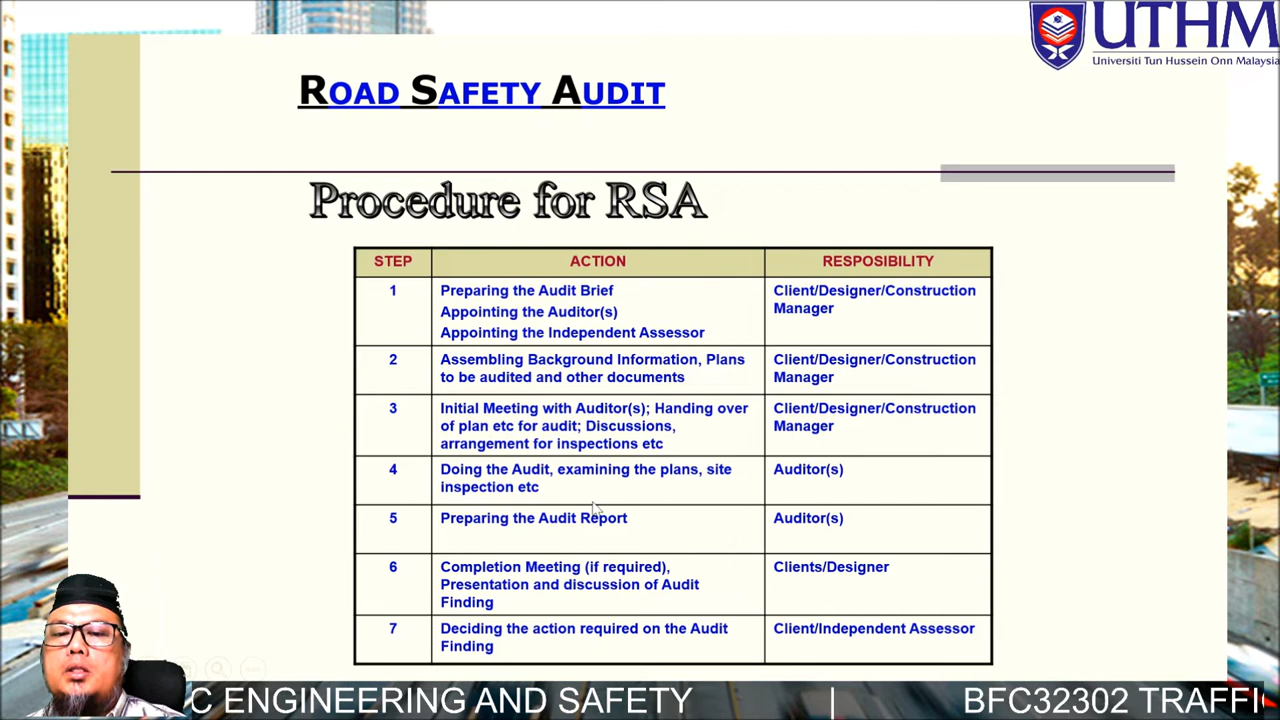 UTHM
Universiti Tun Hussein Onn Malaysia
ROAD SAFETY AUDIT
Procedure for RSA
STEP ACTION RESPOSIBILITY
1 Preparing the Audit Brief Client/Designer/Construction
Appointing the Auditor(s) Manager
Appointing the Independent Assessor
2 Assembling Background Information, Plans Client/Designer/Construction
to be audited and other documents Manager
3 Initial Meeting with Auditor(s); Handing over Client/Designer/Construction
of plan etc for audit; Discussions, Manager
arrangement for inspections etc
4 Doing the Audit, examining the plans, site Auditor(s)
inspection etc
5 Preparing the Audit Report Auditor(s)
6 Completion Meeting (if required), Clients/Designer
Presentation and discussion of Audit
Finding
7 Deciding the action required on the Audit Client/Independent Assessor
Finding
C ENGINEERING AND SAFETY | BFC32302 TRAFFI